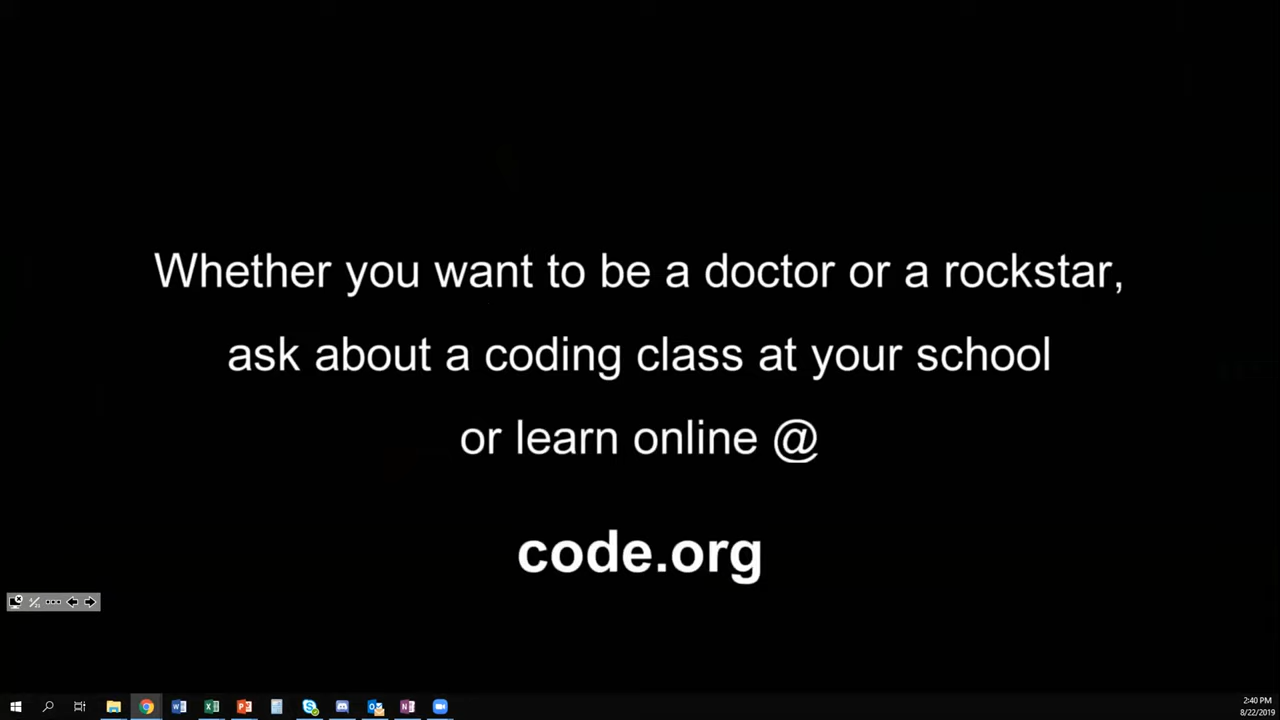 Whether you want to be a doctor or a rockstar,
ask about a coding class at your school
or learn online @
code.org
2:40 PM
8/22/2019